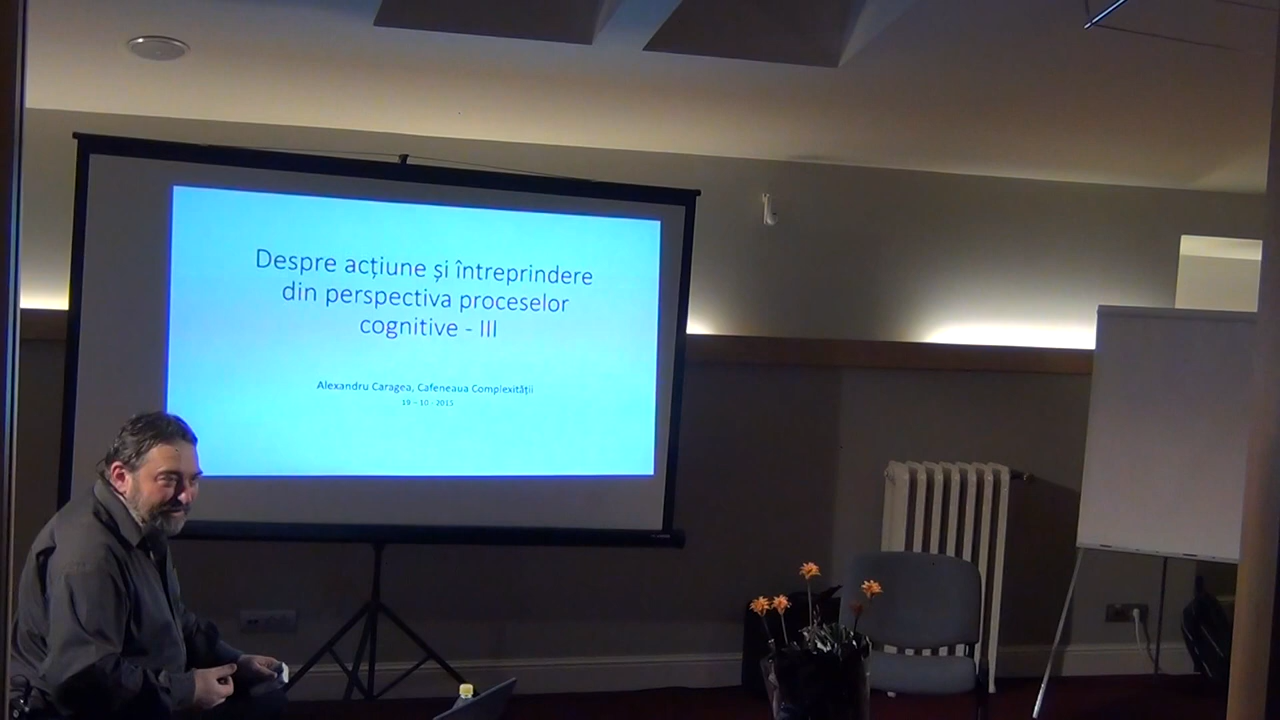 Despre acțiune și întreprindere
din perspectiva proceselor
cognitive - III
Alexandru Caragea, Cafeneaua Complexității
19 – 10 - 2015